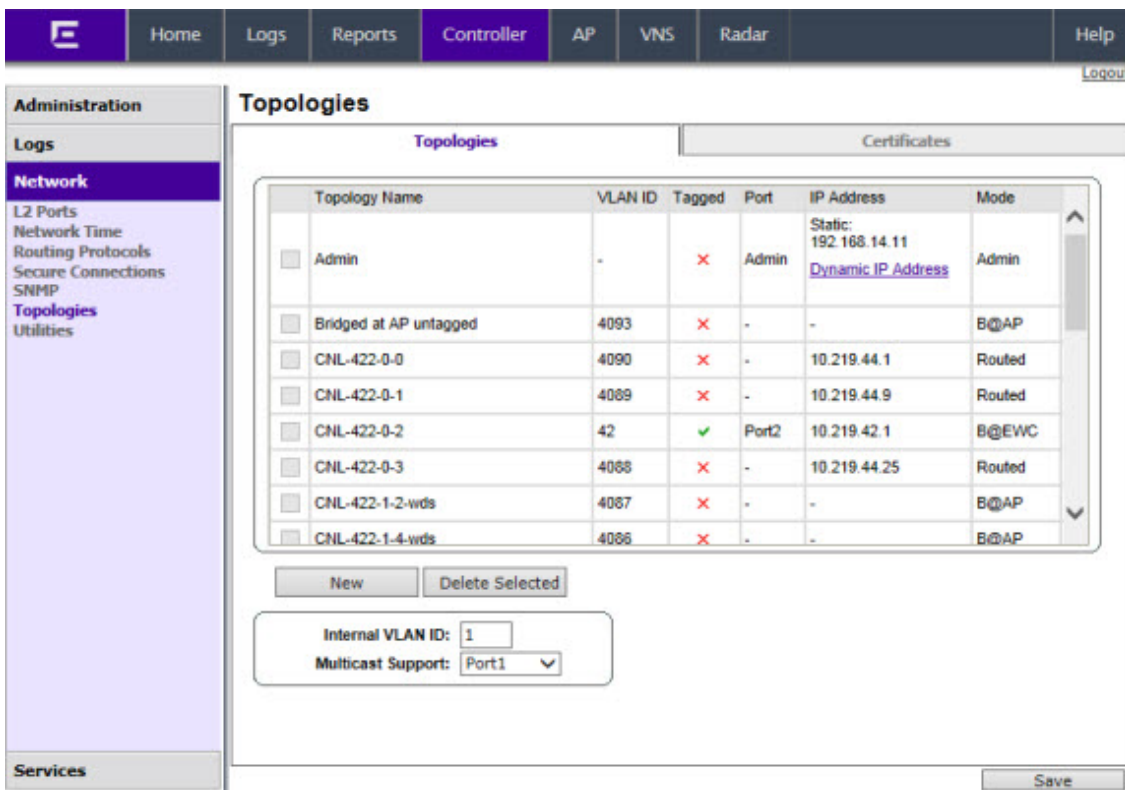 Home Logs Reports Controller AP VNS Radar Help
Logou
Administration
Logs
Network
L2 Ports
Network Time
Routing Protocols
Secure Connections
SNMP
Topologies
Utilities
Services
Topologies
Topologies Certificates
Topology Name VLAN ID Tagged Port IP Address Mode
Admin - Admin Static: 192.168.14.11 Dynamic IP Address Admin
Bridged at AP untagged 4093 - - B@AP
CNL-422-0-0 4090 - 10.219.44.1 Routed
CNL-422-0-1 4089 - 10.219.44.9 Routed
CNL-422-0-2 42 Port2 10.219.42.1 B@EWC
CNL-422-0-3 4088 - 10.219.44.25 Routed
CNL-422-1-2-wds 4087 - - B@AP
CNL-422-1-4-wds 4086 - - B@AP
New Delete Selected
Internal VLAN ID: 1
Multicast Support: Port1
Save